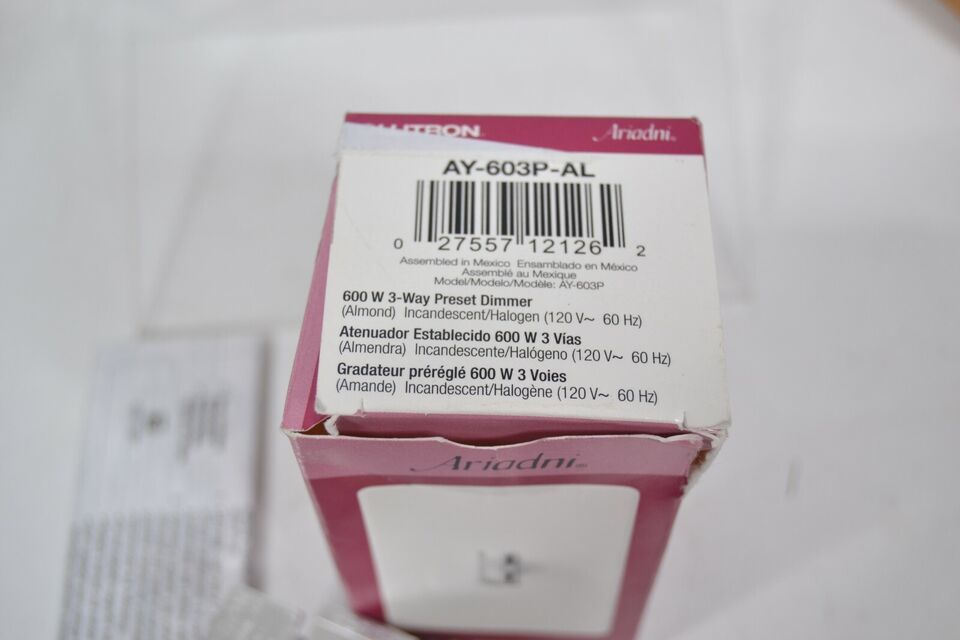 LUTRON
Ariadni
AY-603P-AL
0 27557 12126 2
Assembled in Mexico Ensamblado en México
Assemblé au Mexique
Model/Modelo/Modèle: AY-603P
600 W 3-Way Preset Dimmer
(Almond) Incandescent/Halogen (120 V~ 60 Hz)
Atenuador Establecido 600 W 3 Vías
(Almendra) Incandescente/Halógeno (120 V~ 60 Hz)
Gradateur préréglé 600 W 3 Voies
(Amande) Incandescent/Halogène (120 V~ 60 Hz)
Ariadni